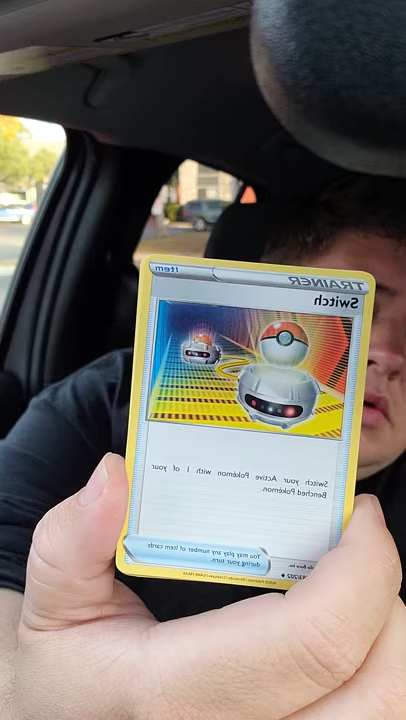 TRAINER Item
Switch
Switch your Active Pokémon with 1 of your
Benched Pokémon.
You may play any number of Item cards
during your turn.
/202